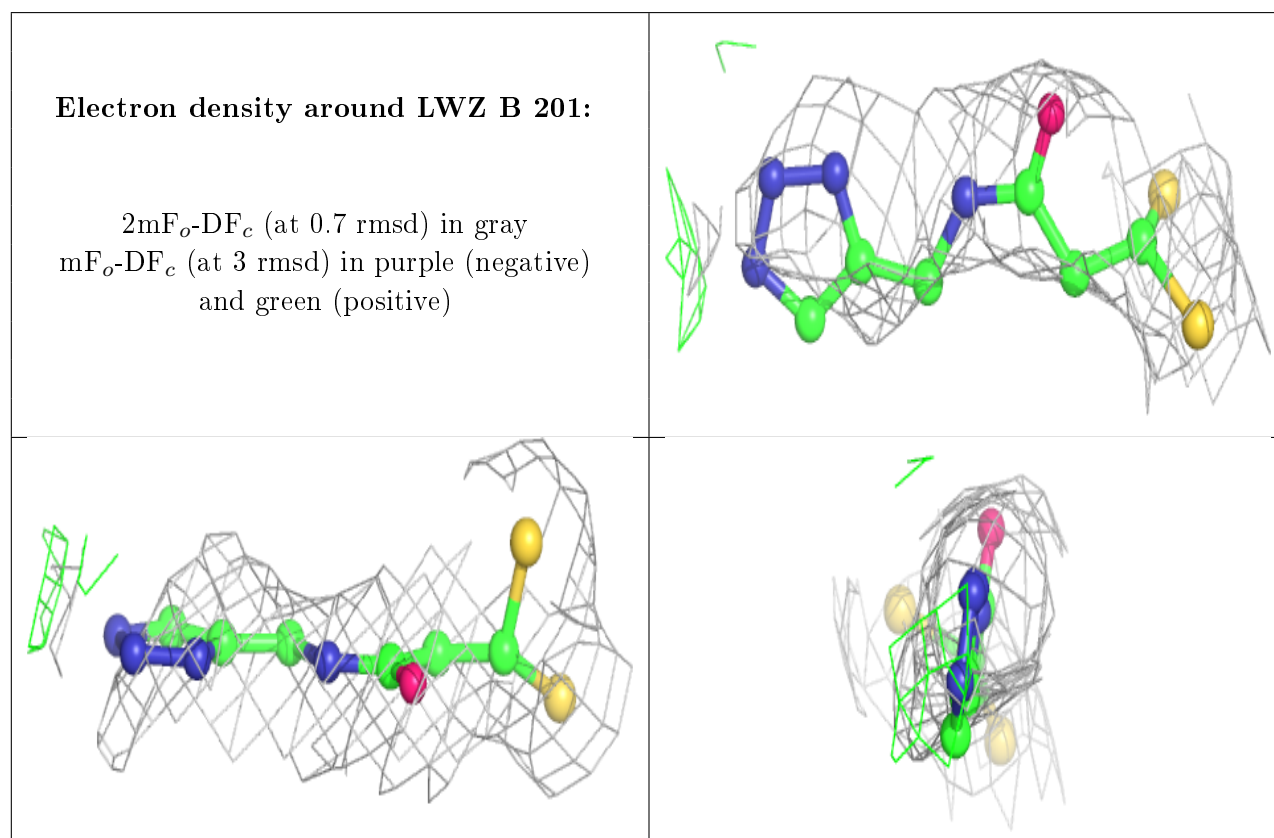 Electron density around LWZ B 201:
2mFₒ-DF𝒸 (at 0.7 rmsd) in gray
mFₒ-DF𝒸 (at 3 rmsd) in purple (negative)
and green (positive)